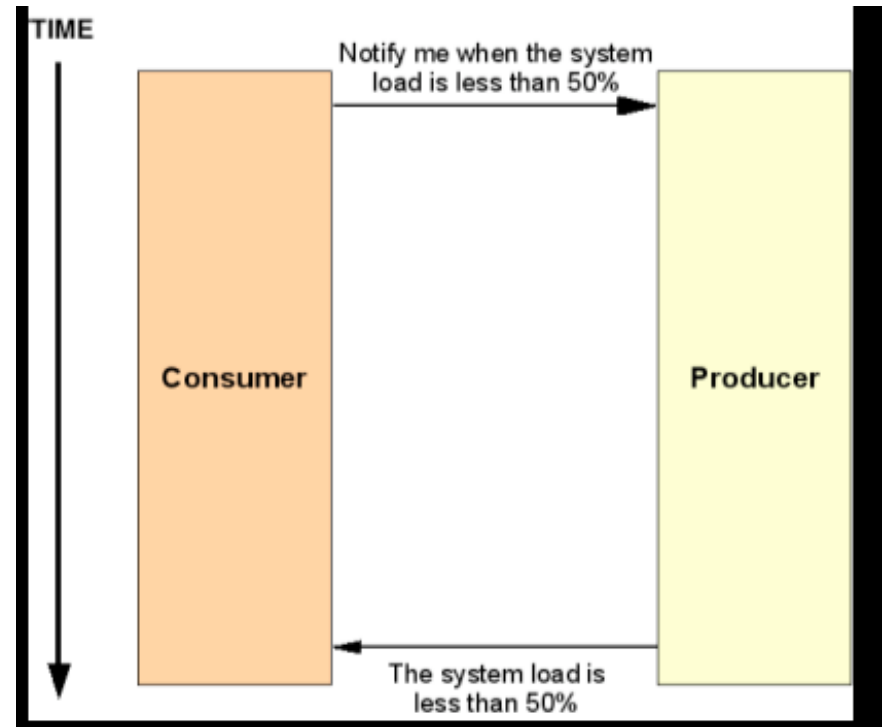 TIME
Notify me when the system
load is less than 50%
Consumer
Producer
The system load is
less than 50%